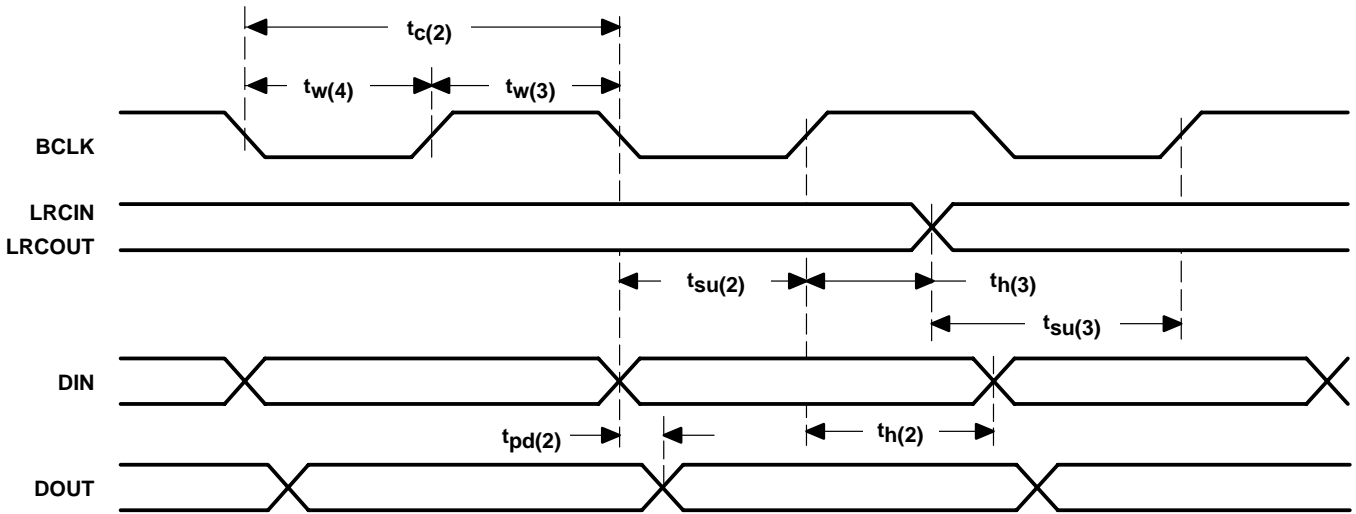 tc(2)
tw(4) tw(3)
BCLK
LRCIN
LRCOUT
tsu(2) th(3)
tsu(3)
DIN
tpd(2) th(2)
DOUT